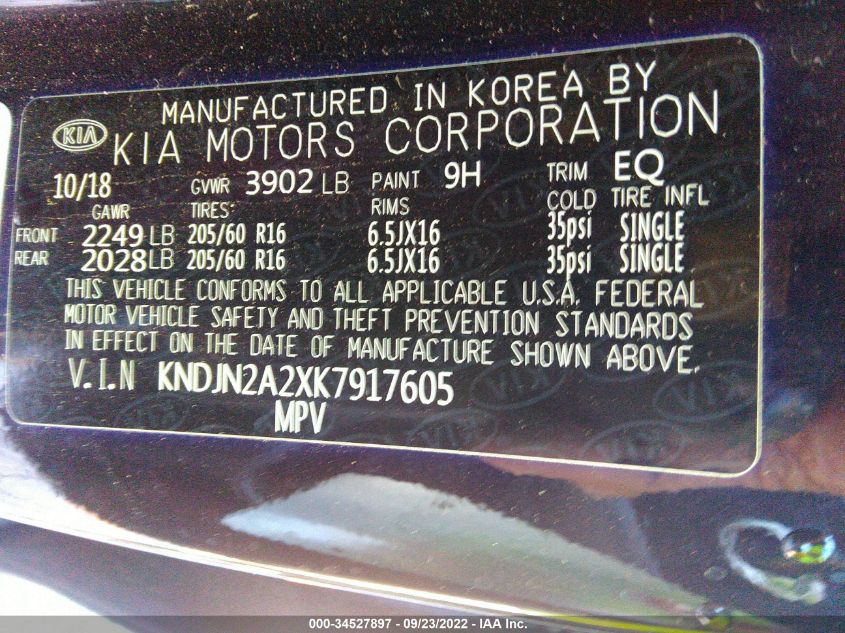 MANUFACTURED IN KOREA BY
KIA KIA MOTORS CORPORATION
10/18 GVWR 3902 LB PAINT 9H TRIM EQ
GAWR TIRES: RIMS COLD TIRE INFL
FRONT 2249 LB 205/60 R16 6.5JX16 35psi SINGLE
REAR 2028 LB 205/60 R16 6.5JX16 35psi SINGLE
THIS VEHICLE CONFORMS TO ALL APPLICABLE U.S.A. FEDERAL
MOTOR VEHICLE SAFETY AND THEFT PREVENTION STANDARDS
IN EFFECT ON THE DATE OF MANUFACTURE SHOWN ABOVE.
V.I.N KNDJN2A2XK7917605
MPV
000-34527897 - 09/23/2022 - IAA Inc.